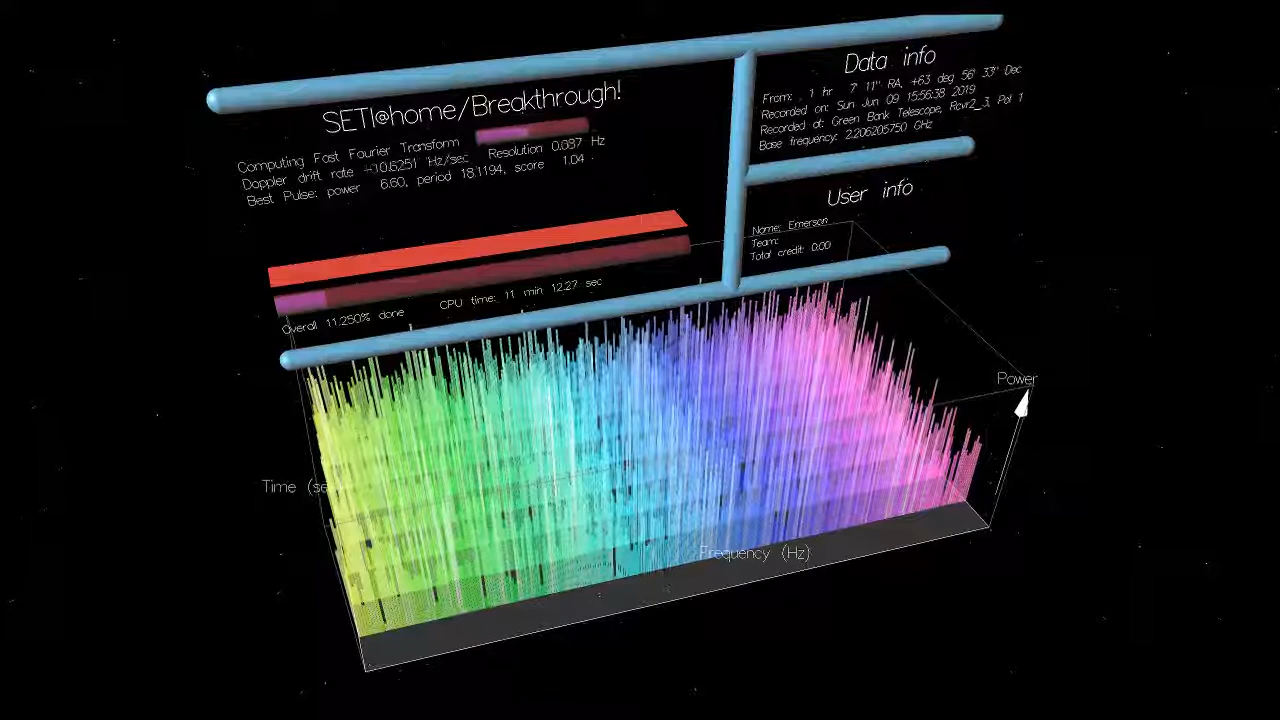 SETI@home/Breakthrough!
Computing Fast Fourier Transform
Doppler drift rate -10.6251 Hz/sec Resolution 0.087 Hz
Best Pulse: power 6.60, period 18.1194, score 1.04
Overall 11.250% done CPU time: 11 min 12.27 sec
Data info
From: 1 hr 7' 11" RA, +63 deg 56' 33" Dec
Recorded on: Sun Jun 09 15:56:38 2019
Recorded at: Green Bank Telescope, Rcvr2_3, Pol 1
Base frequency: 2.206205750 GHz
User info
Name: Emerson
Team:
Total credit: 0.00
Power
Time
Frequency (Hz)